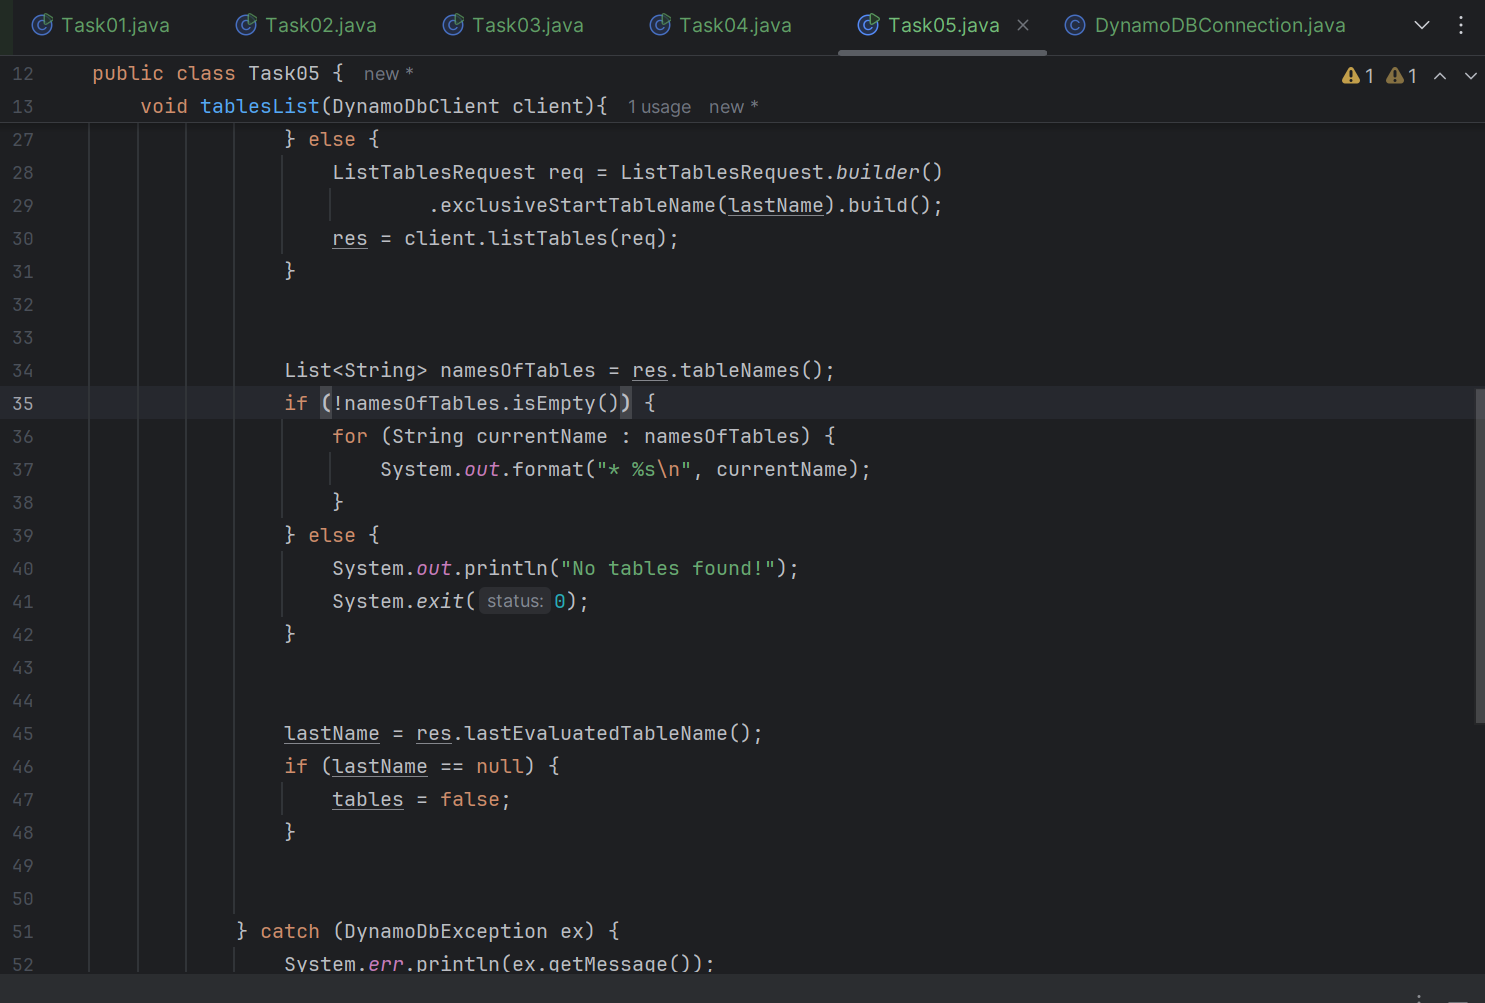 Task01.java Task02.java Task03.java Task04.java Task05.java DynamoDBConnection.java
12 public class Task05 { new * 1 1
13 void tablesList(DynamoDbClient client){ 1 usage new *
27 } else {
28 ListTablesRequest req = ListTablesRequest.builder()
29 .exclusiveStartTableName(lastName).build();
30 res = client.listTables(req);
31 }
32
33
34 List<String> namesOfTables = res.tableNames();
35 if (!namesOfTables.isEmpty()) {
36 for (String currentName : namesOfTables) {
37 System.out.format("* %s\n", currentName);
38 }
39 } else {
40 System.out.println("No tables found!");
41 System.exit( status: 0);
42 }
43
44
45 lastName = res.lastEvaluatedTableName();
46 if (lastName == null) {
47 tables = false;
48 }
49
50
51 } catch (DynamoDbException ex) {
52 System.err.println(ex.getMessage());